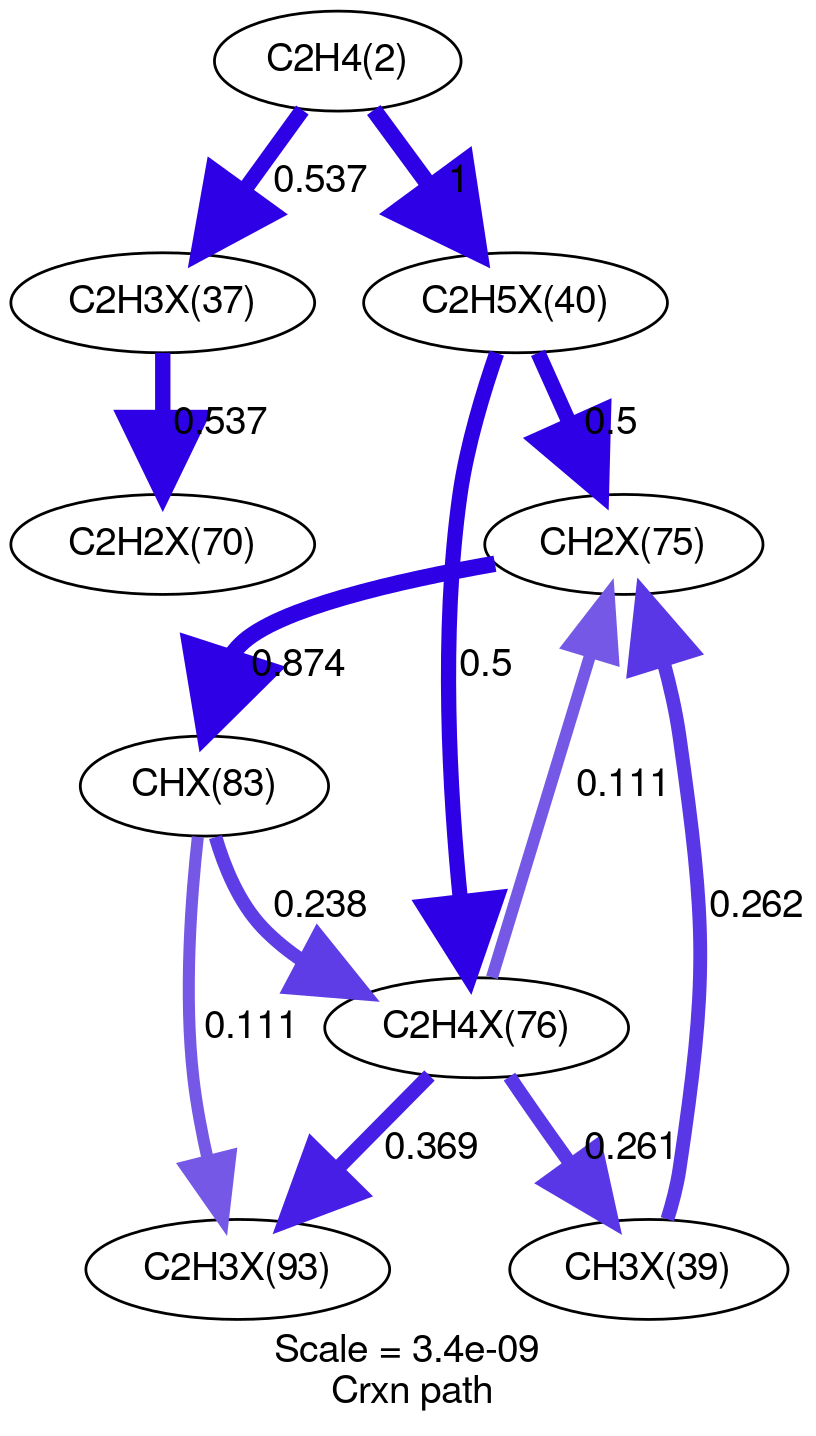 C2H4(2)
0.537
1
C2H3X(37)
C2H5X(40)
0.537
0.5
C2H2X(70)
CH2X(75)
0.874
0.5
CHX(83)
0.111
0.238
0.262
0.111
C2H4X(76)
0.369
0.261
C2H3X(93)
CH3X(39)
Scale = 3.4e-09
Crxn path